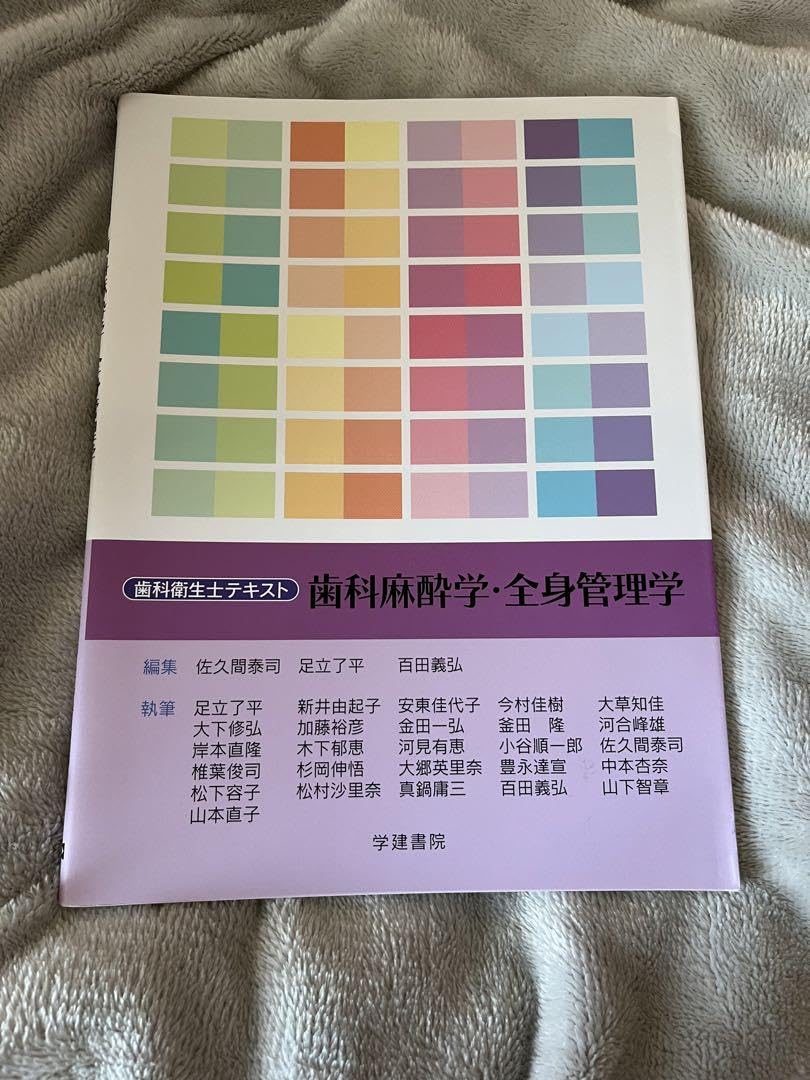 歯科衛生士テキスト 歯科麻酔学・全身管理学
編集 佐久間泰司 足立了平 百田義弘
執筆 足立了平 新井由起子 安東佳代子 今村佳樹 大草知佳
大下修弘 加藤裕彦 金田一弘 釜田 隆 河合峰雄
岸本直隆 木下郁恵 河見有恵 小谷順一郎 佐久間泰司
椎葉俊司 杉岡伸悟 大郷英里奈 豊永達宣 中本杏奈
松下容子 松村沙里奈 真鍋庸三 百田義弘 山下智章
山本直子
学建書院